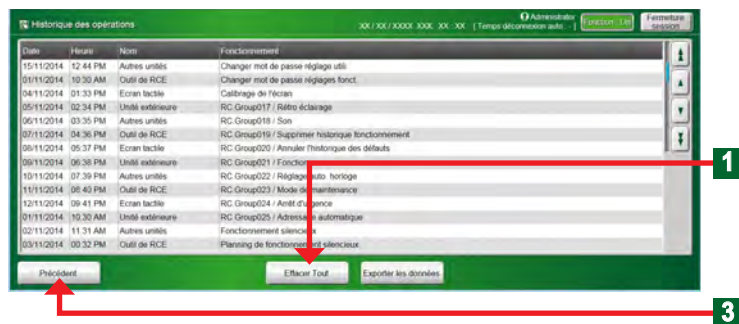 Historique des opérations
XX / XX / XXXX XXX, XX : XX ( Temps déconnexion auto. : - )
Administrator
Fermeture session
Date Heure Nom Fonctionnement
15/11/2014 12:44 PM Autres unités Changer mot de passe réglage utili.
01/11/2014 10:30 AM Outil de RCE Changer mot de passe réglages fonct.
04/11/2014 01:33 PM Ecran tactile Calibrage de l'écran
05/11/2014 02:34 PM Unité extérieure RC Group017 / Rétro éclairage
06/11/2014 03:35 PM Autres unités RC Group018 / Son
07/11/2014 04:36 PM Outil de RCE RC Group019 / Supprimer historique fonctionnement
08/11/2014 05:37 PM Ecran tactile RC Group020 / Annuler l'historique des défauts
09/11/2014 06:38 PM Unité extérieure RC Group021 / Fonction
10/11/2014 07:39 PM Autres unités RC Group022 / Réglage auto. horloge
11/11/2014 08:40 PM Outil de RCE RC Group023 / Mode de maintenance
12/11/2014 09:41 PM Ecran tactile RC Group024 / Arrêt d'urgence
01/11/2014 10:30 AM Unité extérieure RC Group025 / Adressage automatique
02/11/2014 11:31 AM Autres unités Fonctionnement silencieux
03/11/2014 00:32 PM Outil de RCE Planning de fonctionnement silencieux
1
Précédent
Effacer Tout
Exporter les données
3